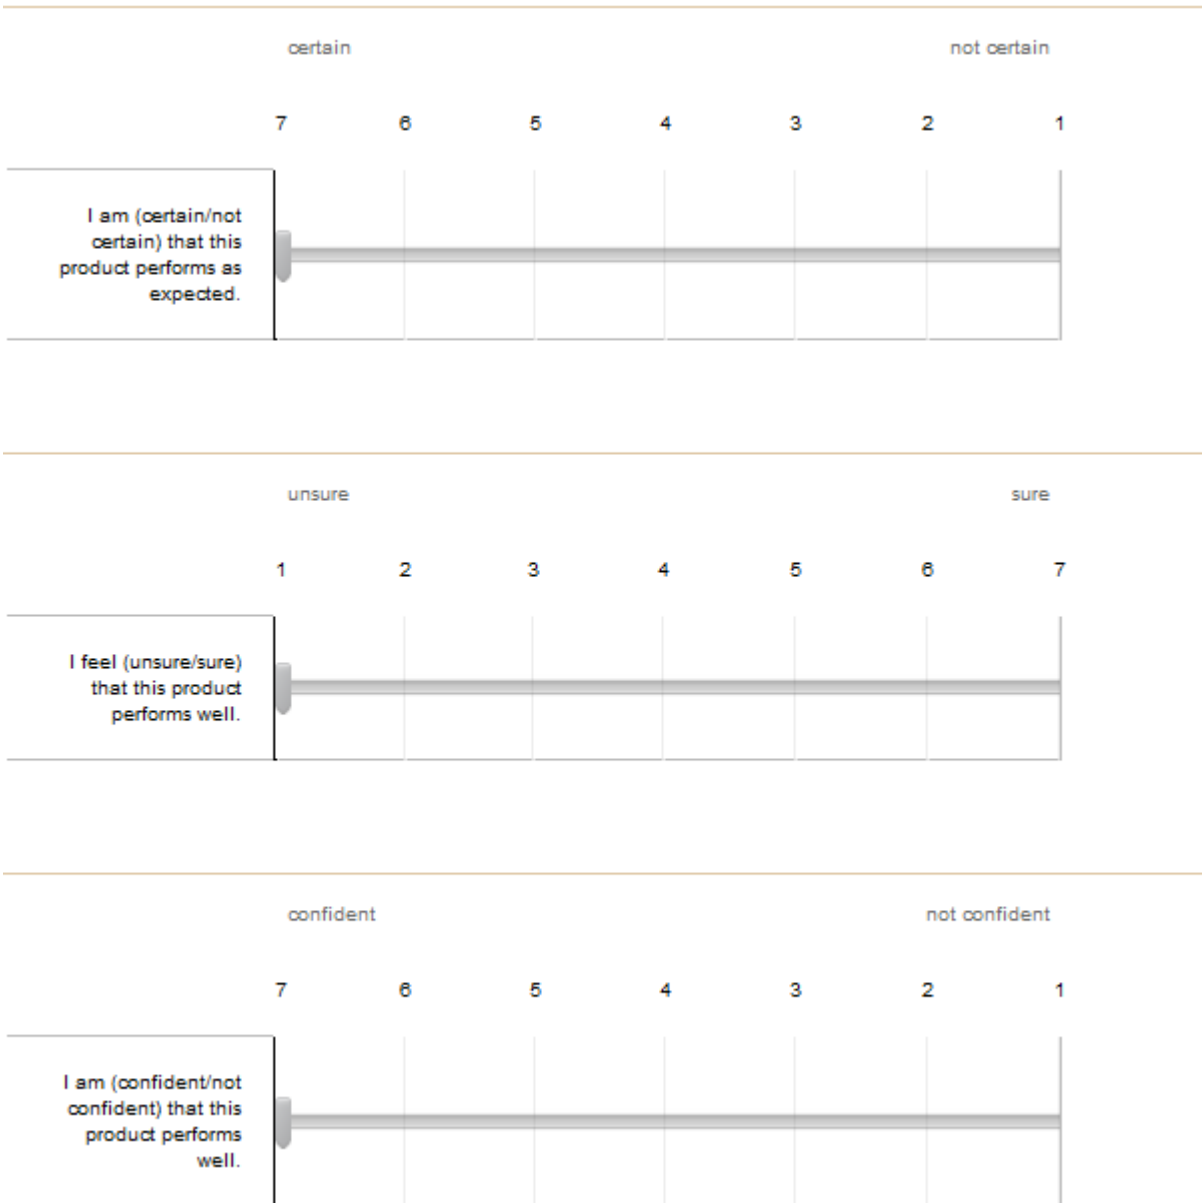 certain not certain
7 6 5 4 3 2 1
I am (certain/not
certain) that this
product performs as
expected.
unsure sure
1 2 3 4 5 6 7
I feel (unsure/sure)
that this product
performs well.
confident not confident
7 6 5 4 3 2 1
I am (confident/not
confident) that this
product performs
well.